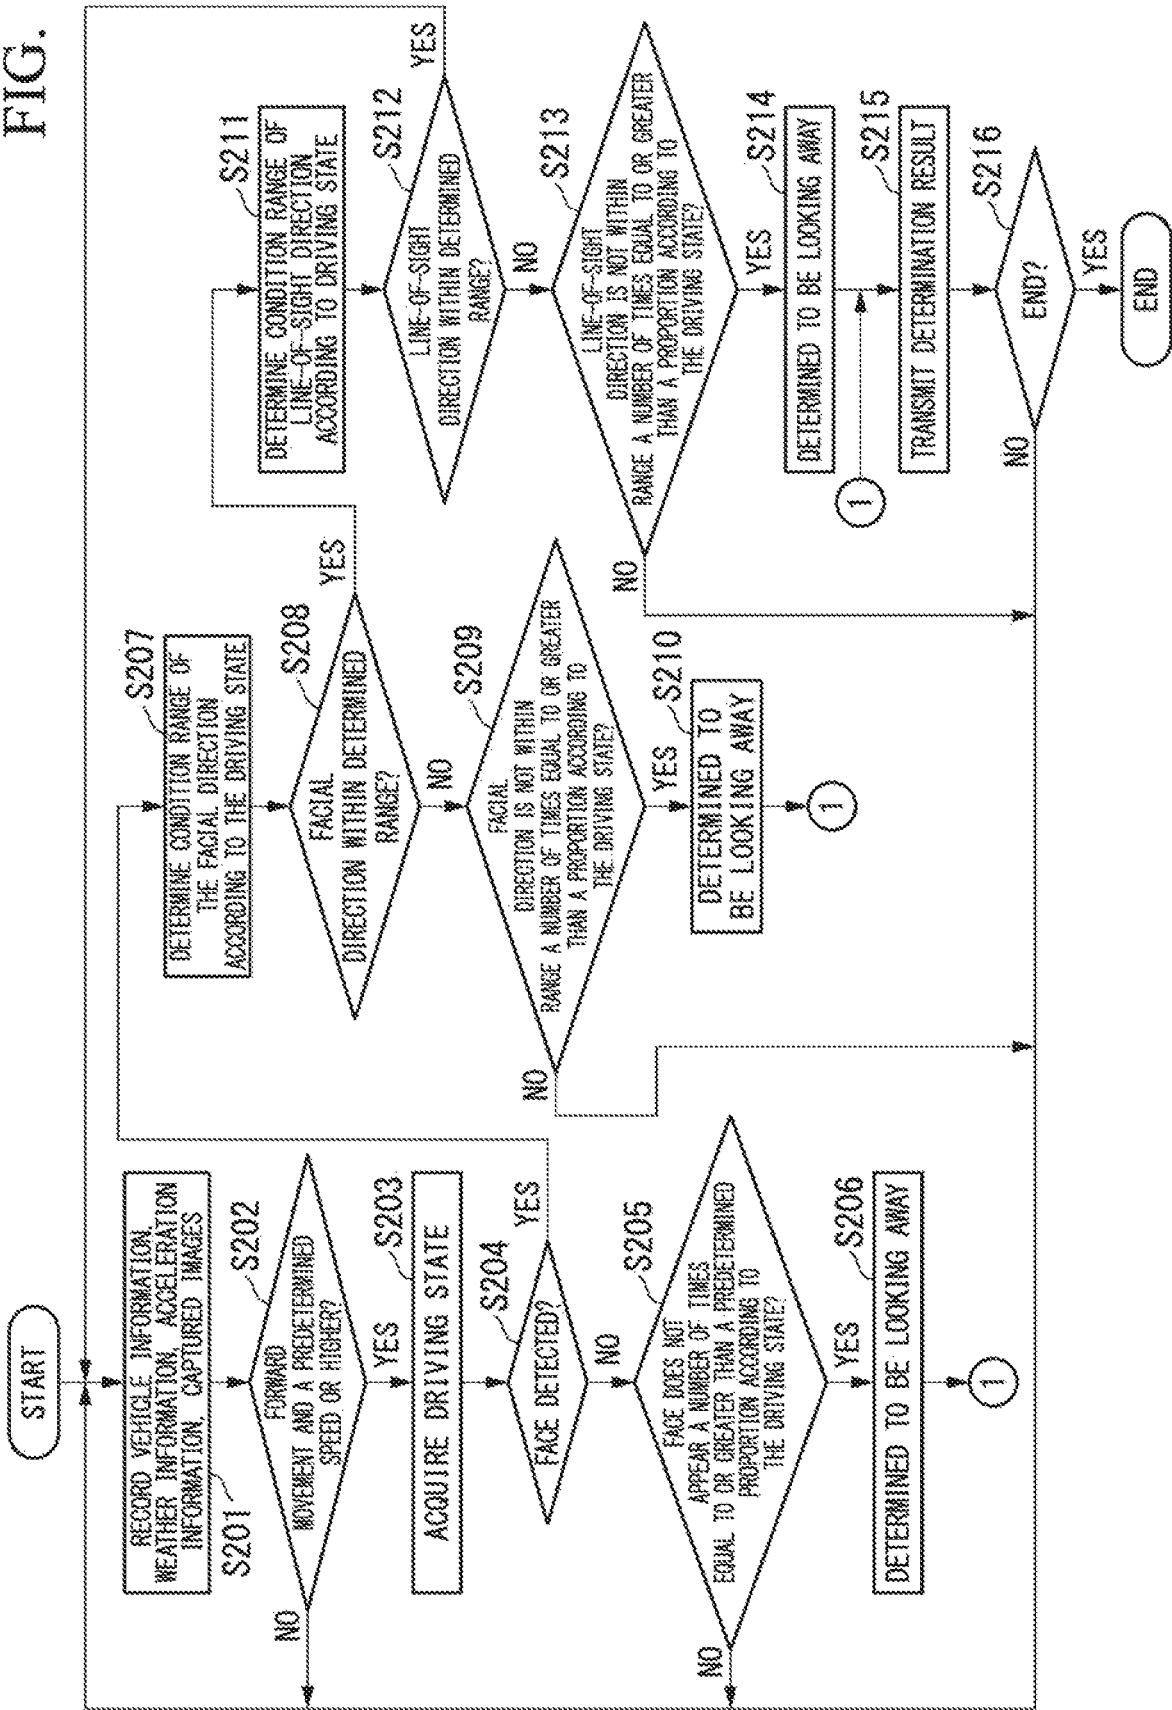 FIG.
START
RECORD VEHICLE INFORMATION,
WEATHER INFORMATION, ACCELERATION
INFORMATION, CAPTURED IMAGES
S201
FORWARD
MOVEMENT AND A PREDETERMINED
SPEED OR HIGHER?
S202
NO
YES
ACQUIRE DRIVING STATE
S203
FACE DETECTED?
S204
YES
NO
FACE DOES NOT
APPEAR A NUMBER OF TIMES
EQUAL TO OR GREATER THAN A PREDETERMINED
PROPORTION ACCORDING TO
THE DRIVING STATE?
S205
NO
YES
DETERMINED TO BE LOOKING AWAY
S206
1
DETERMINE CONDITION RANGE OF
THE FACIAL DIRECTION
ACCORDING TO THE DRIVING STATE
S207
FACIAL
DIRECTION WITHIN DETERMINED
RANGE?
S208
YES
NO
FACIAL
DIRECTION IS NOT WITHIN
RANGE A NUMBER OF TIMES EQUAL TO OR GREATER
THAN A PROPORTION ACCORDING TO
THE DRIVING STATE?
S209
NO
YES
DETERMINED TO
BE LOOKING AWAY
S210
1
DETERMINE CONDITION RANGE OF
LINE-OF-SIGHT DIRECTION
ACCORDING TO DRIVING STATE
S211
LINE-OF-SIGHT
DIRECTION WITHIN DETERMINED
RANGE?
S212
YES
NO
LINE-OF-SIGHT
DIRECTION IS NOT WITHIN
RANGE A NUMBER OF TIMES EQUAL TO OR GREATER
THAN A PROPORTION ACCORDING TO
THE DRIVING STATE?
S213
NO
YES
DETERMINED TO BE LOOKING AWAY
S214
1
TRANSMIT DETERMINATION RESULT
S215
END?
S216
NO
YES
END